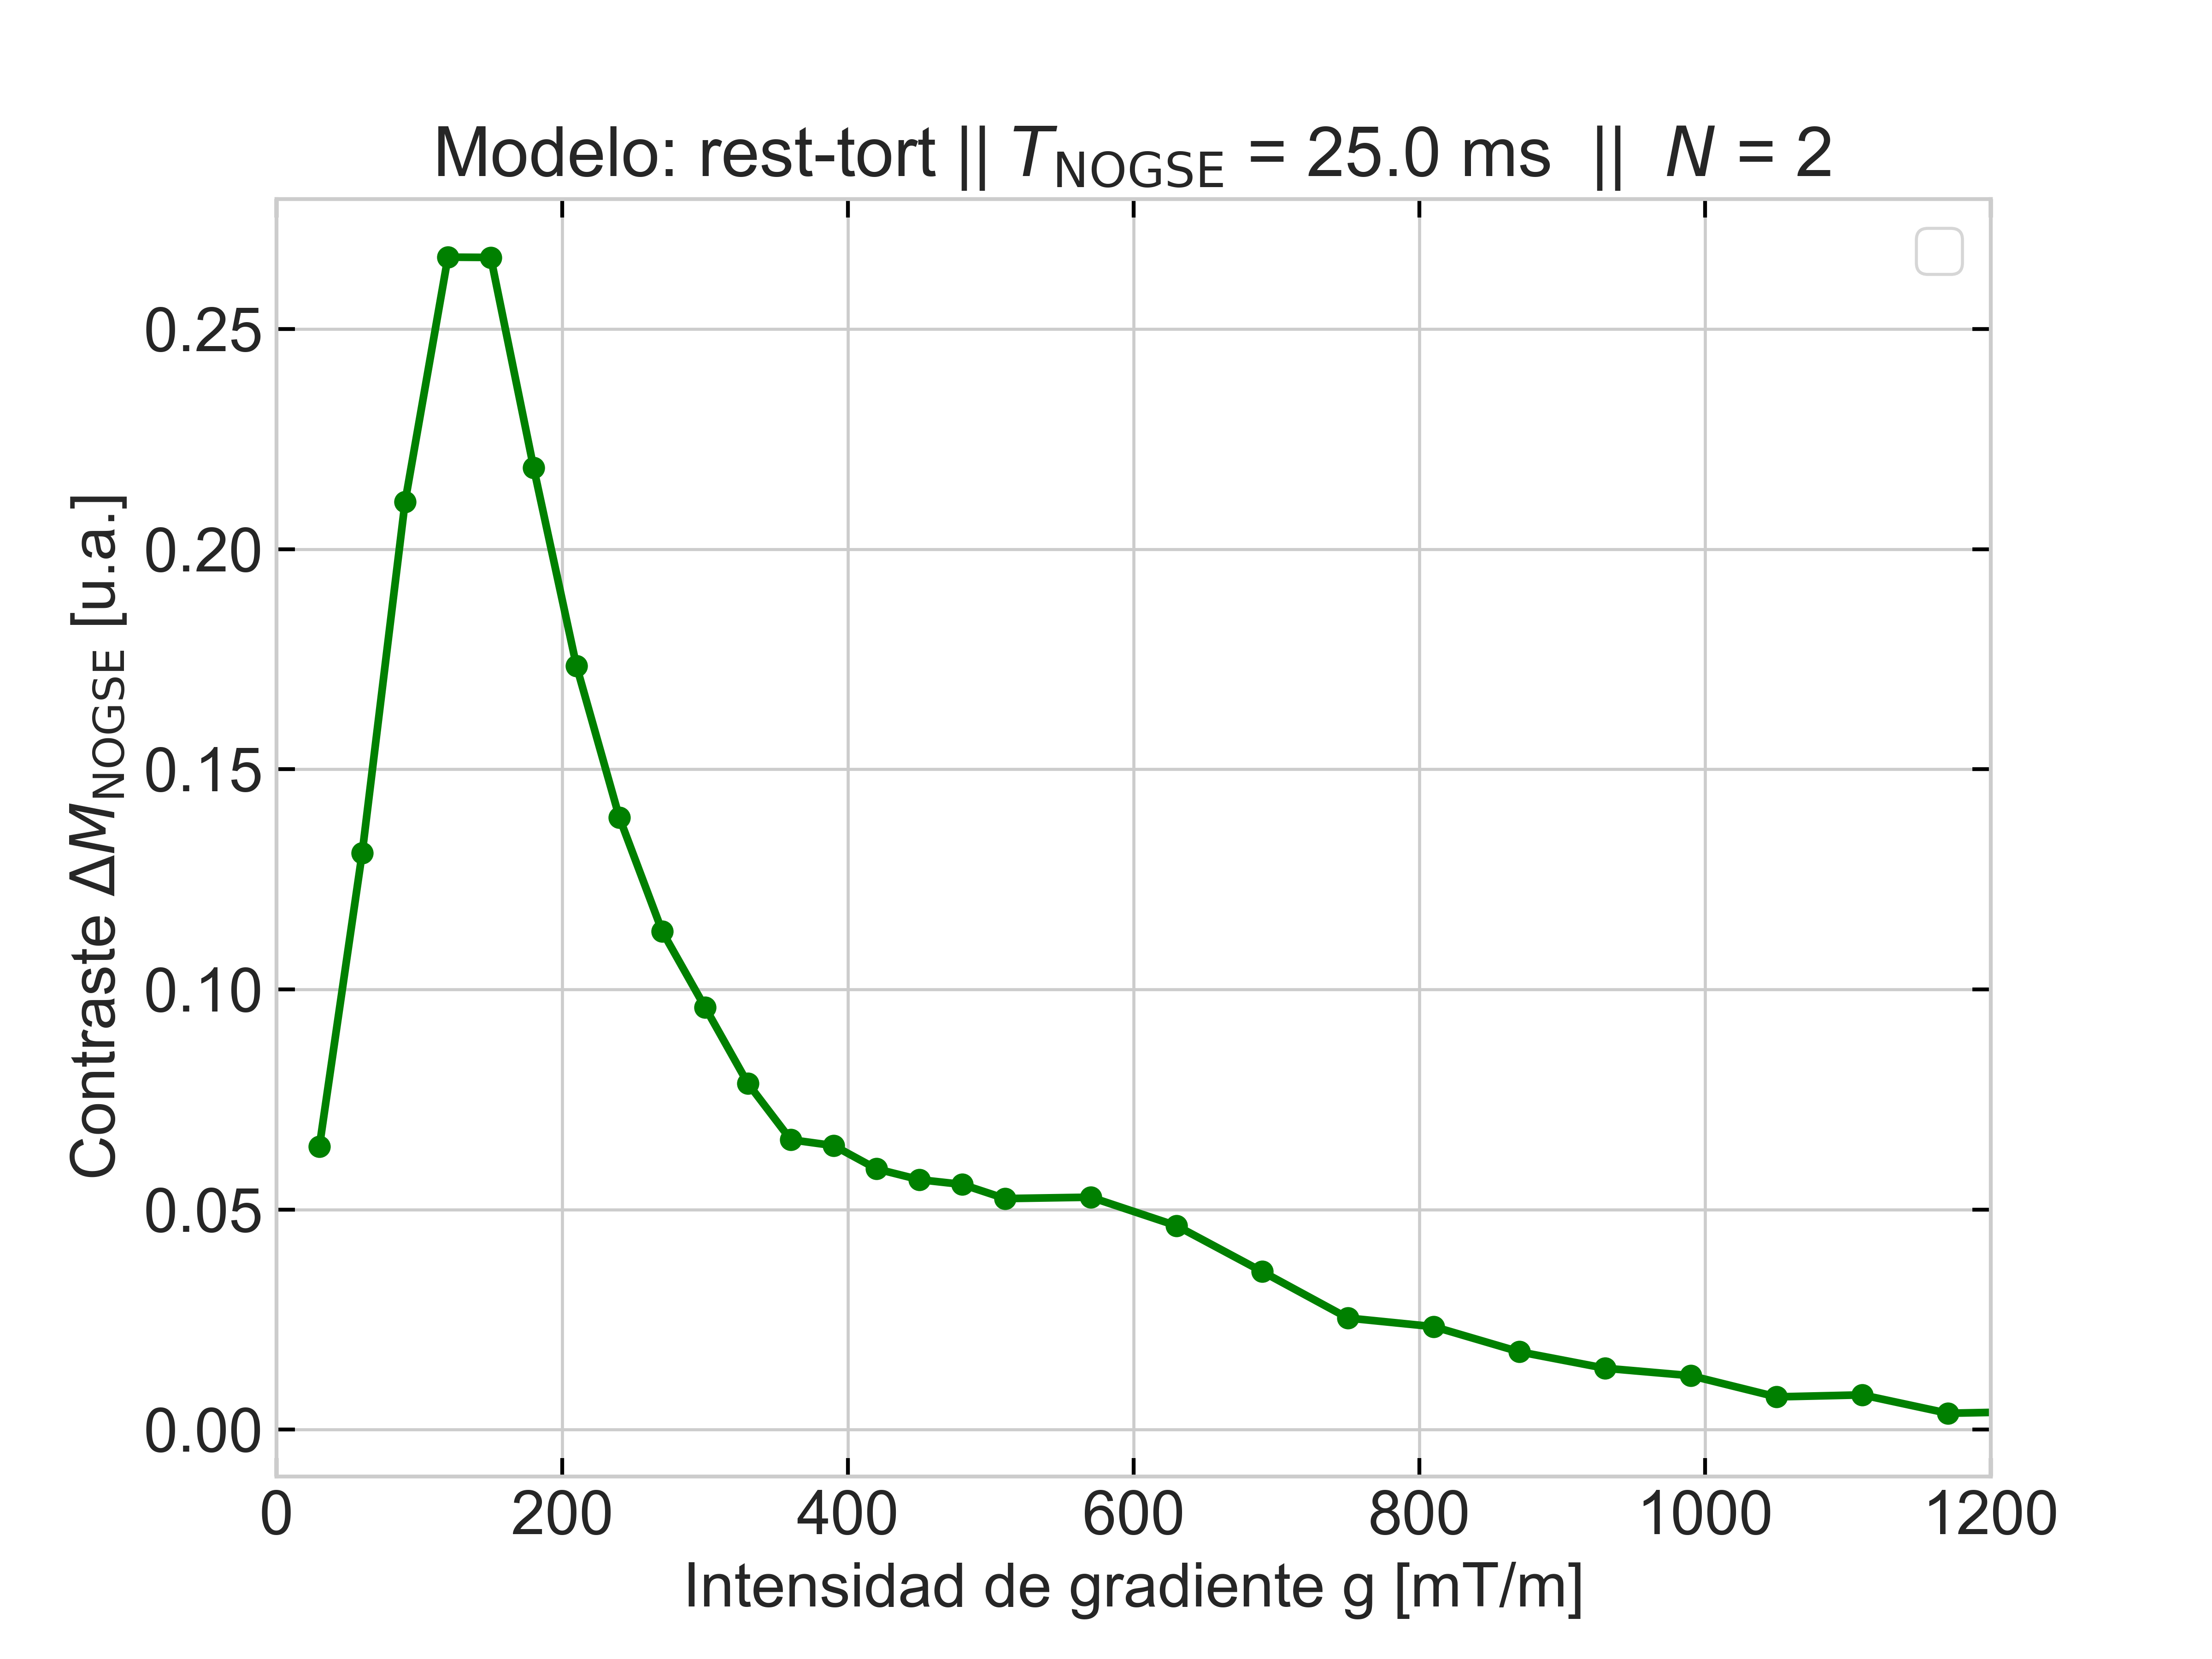 Modelo: rest-tort || T_NOGSE = 25.0 ms || N = 2
Contraste ΔM_NOGSE [u.a.]
0.25
0.20
0.15
0.10
0.05
0.00
0 200 400 600 800 1000 1200
Intensidad de gradiente g [mT/m]